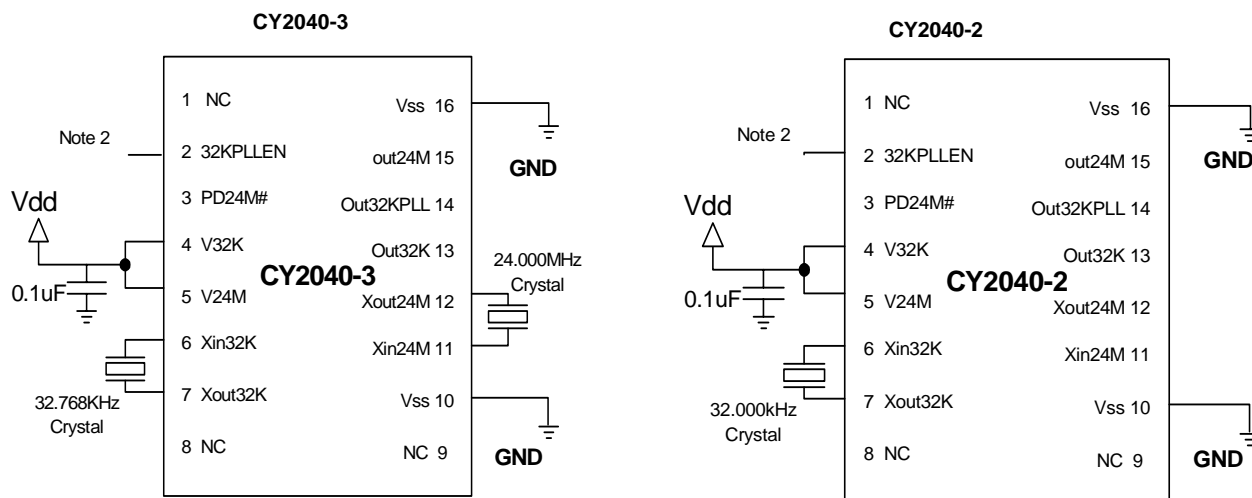 CY2040-3
1 NC
Vss 16
Note 2
2 32KPLLEN
out24M 15
GND
3 PD24M#
Out32KPLL 14
Vdd
4 V32K
Out32K 13
CY2040-3
24.000MHz
Crystal
0.1uF
5 V24M
Xout24M 12
6 Xin32K
Xin24M 11
7 Xout32K
Vss 10
32.768KHz
Crystal
8 NC
NC 9
GND
CY2040-2
1 NC
Vss 16
Note 2
2 32KPLLEN
out24M 15
GND
3 PD24M#
Out32KPLL 14
Vdd
4 V32K
Out32K 13
CY2040-2
0.1uF
5 V24M
Xout24M 12
6 Xin32K
Xin24M 11
7 Xout32K
Vss 10
32.000kHz
Crystal
8 NC
NC 9
GND